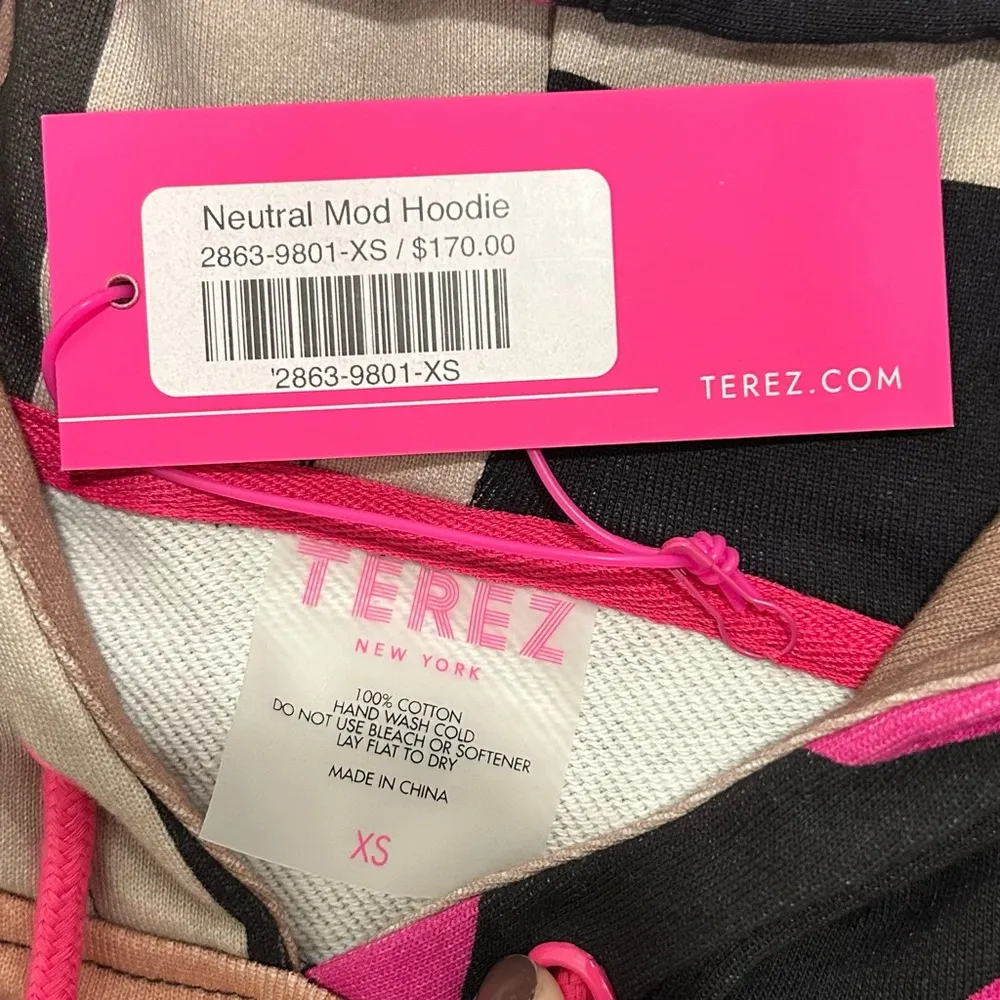 Neutral Mod Hoodie
2863-9801-XS / $170.00
'2863-9801-XS
TEREZ.COM
TEREZ
NEW YORK
100% COTTON
HAND WASH COLD
DO NOT USE BLEACH OR SOFTENER
LAY FLAT TO DRY
MADE IN CHINA
XS